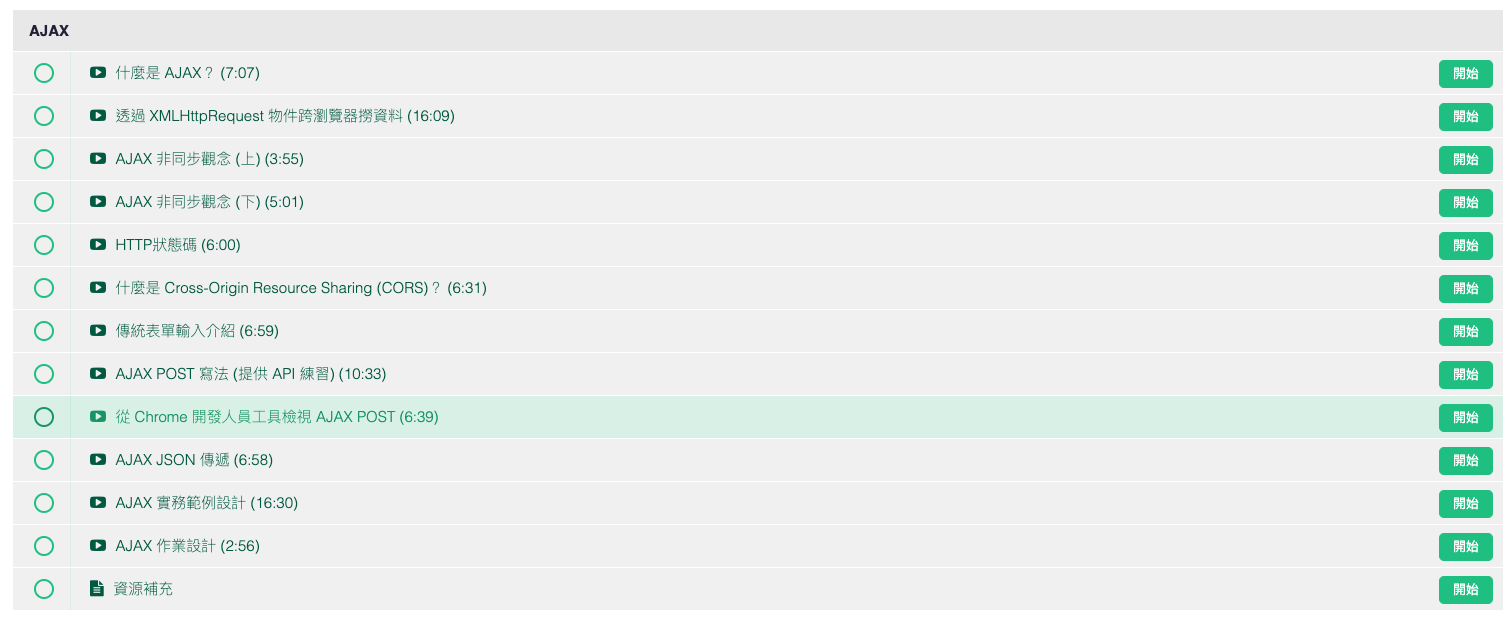 AJAX
什麼是 AJAX？ (7:07) 開始
透過 XMLHttpRequest 物件跨瀏覽器撈資料 (16:09) 開始
AJAX 非同步觀念 (上) (3:55) 開始
AJAX 非同步觀念 (下) (5:01) 開始
HTTP狀態碼 (6:00) 開始
什麼是 Cross-Origin Resource Sharing (CORS)？ (6:31) 開始
傳統表單輸入介紹 (6:59) 開始
AJAX POST 寫法 (提供 API 練習) (10:33) 開始
從 Chrome 開發人員工具檢視 AJAX POST (6:39) 開始
AJAX JSON 傳遞 (6:58) 開始
AJAX 實務範例設計 (16:30) 開始
AJAX 作業設計 (2:56) 開始
資源補充 開始